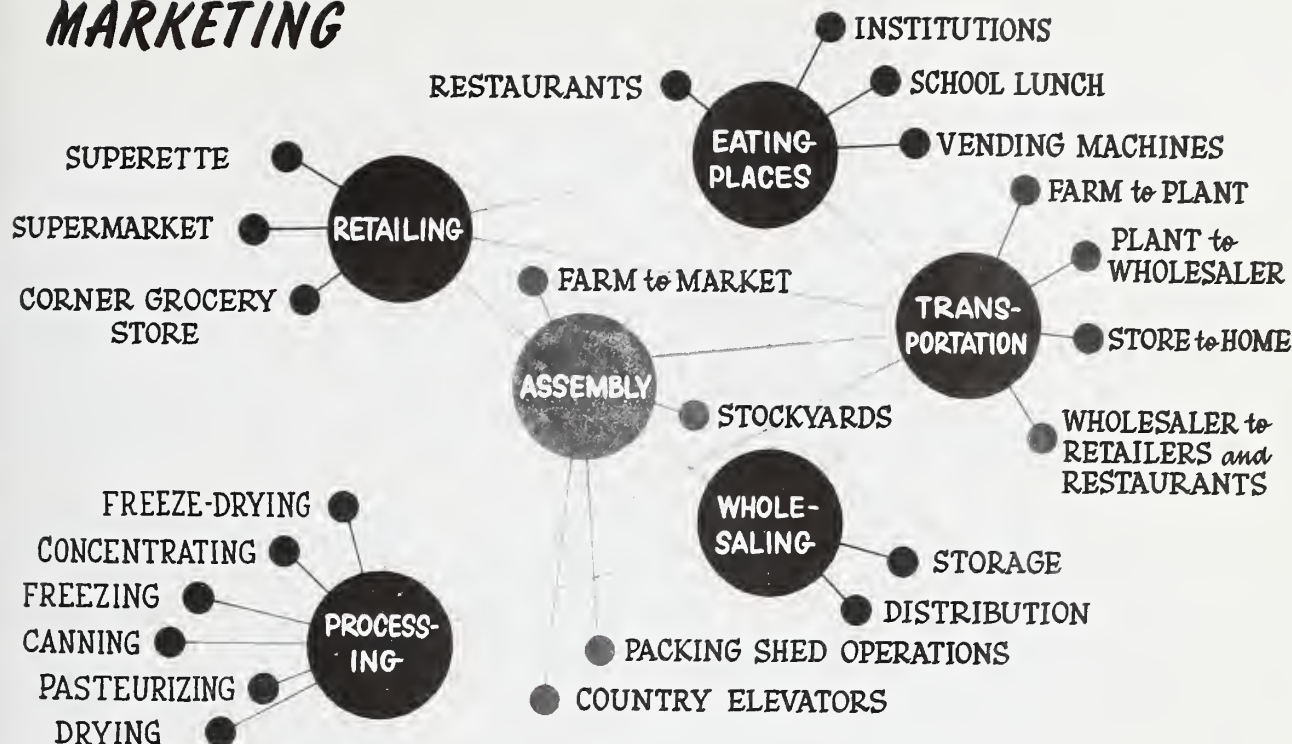 MARKETING
INSTITUTIONS
RESTAURANTS
SCHOOL LUNCH
EATING
PLACES
VENDING MACHINES
SUPERETTE
SUPERMARKET
RETAILING
CORNER GROCERY
STORE
FARM to PLANT
PLANT to
WHOLESALER
TRANS-
PORTATION
STORE to HOME
WHOLESALER to
RETAILERS and
RESTAURANTS
FARM to MARKET
ASSEMBLY
STOCKYARDS
WHOLE-
SALING
STORAGE
DISTRIBUTION
PACKING SHED OPERATIONS
COUNTRY ELEVATORS
FREEZE-DRYING
CONCENTRATING
FREEZING
CANNING
PROCESS-
ING
PASTEURIZING
DRYING